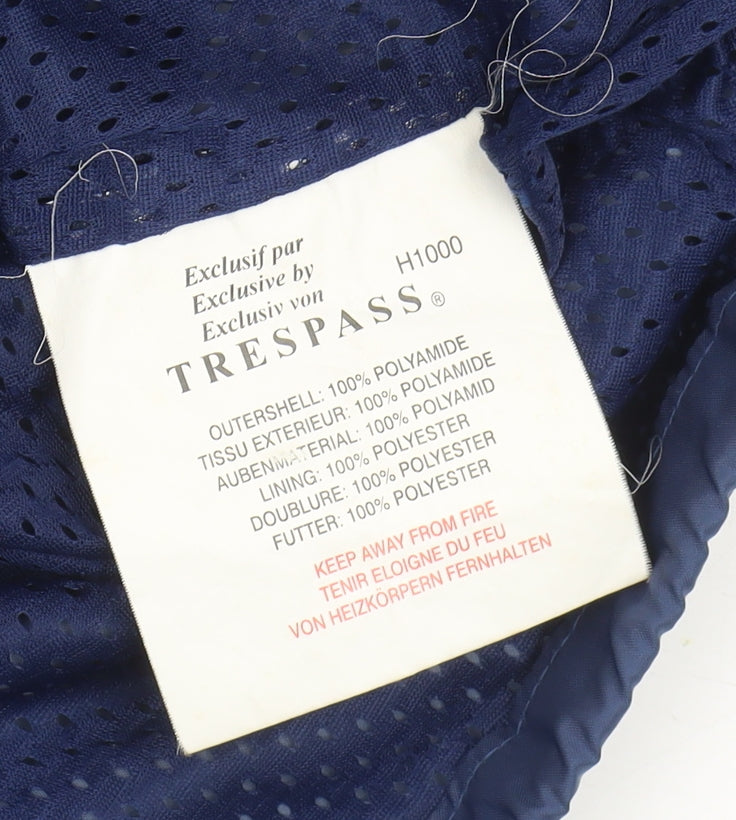 Exclusif par
Exclusive by
Exclusiv von
H1000
TRESPASS®
OUTERSHELL: 100% POLYAMIDE
TISSU EXTERIEUR: 100% POLYAMIDE
AUBENMATERIAL: 100% POLYAMID
LINING: 100% POLYESTER
DOUBLURE: 100% POLYESTER
FUTTER: 100% POLYESTER
KEEP AWAY FROM FIRE
TENIR ELOIGNE DU FEU
VON HEIZKÖRPERN FERNHALTEN